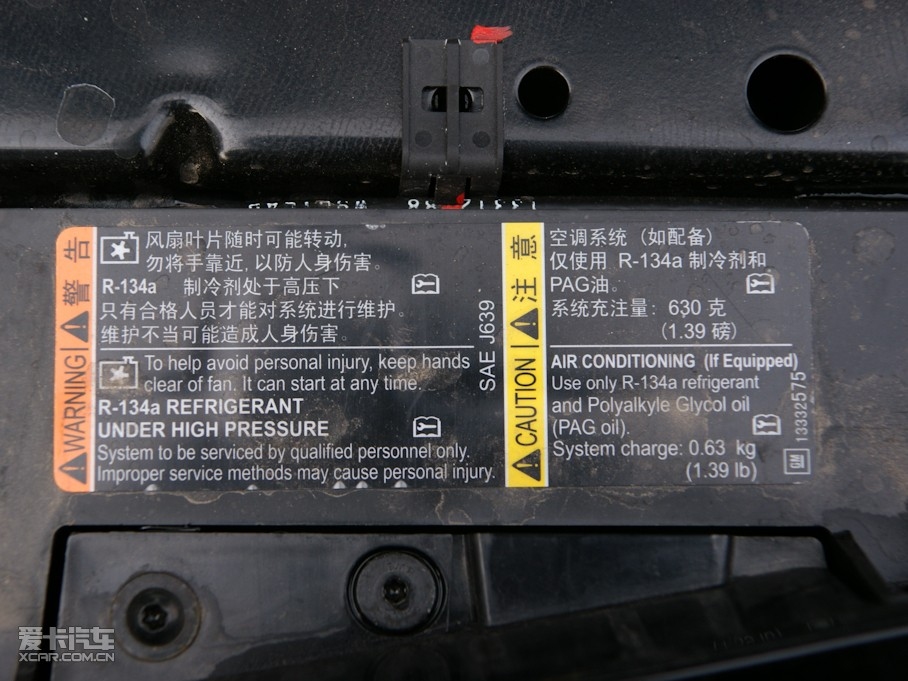 警告
WARNING
风扇叶片随时可能转动，
勿将手靠近，以防人身伤害。
R-134a 制冷剂处于高压下
只有合格人员才能对系统进行维护。
维护不当可能造成人身伤害。
To help avoid personal injury, keep hands
clear of fan. It can start at any time.
R-134a REFRIGERANT
UNDER HIGH PRESSURE
System to be serviced by qualified personnel only.
Improper service methods may cause personal injury.
SAE J639
注意
CAUTION
空调系统（如配备）
仅使用 R-134a 制冷剂和
PAG油。
系统充注量：630 克
（1.39 磅）
AIR CONDITIONING (If Equipped)
Use only R-134a refrigerant
and Polyalkyle Glycol oil
(PAG oil).
System charge: 0.63 kg
(1.39 lb)
13332575
GM
爱卡汽车
XCAR.COM.CN